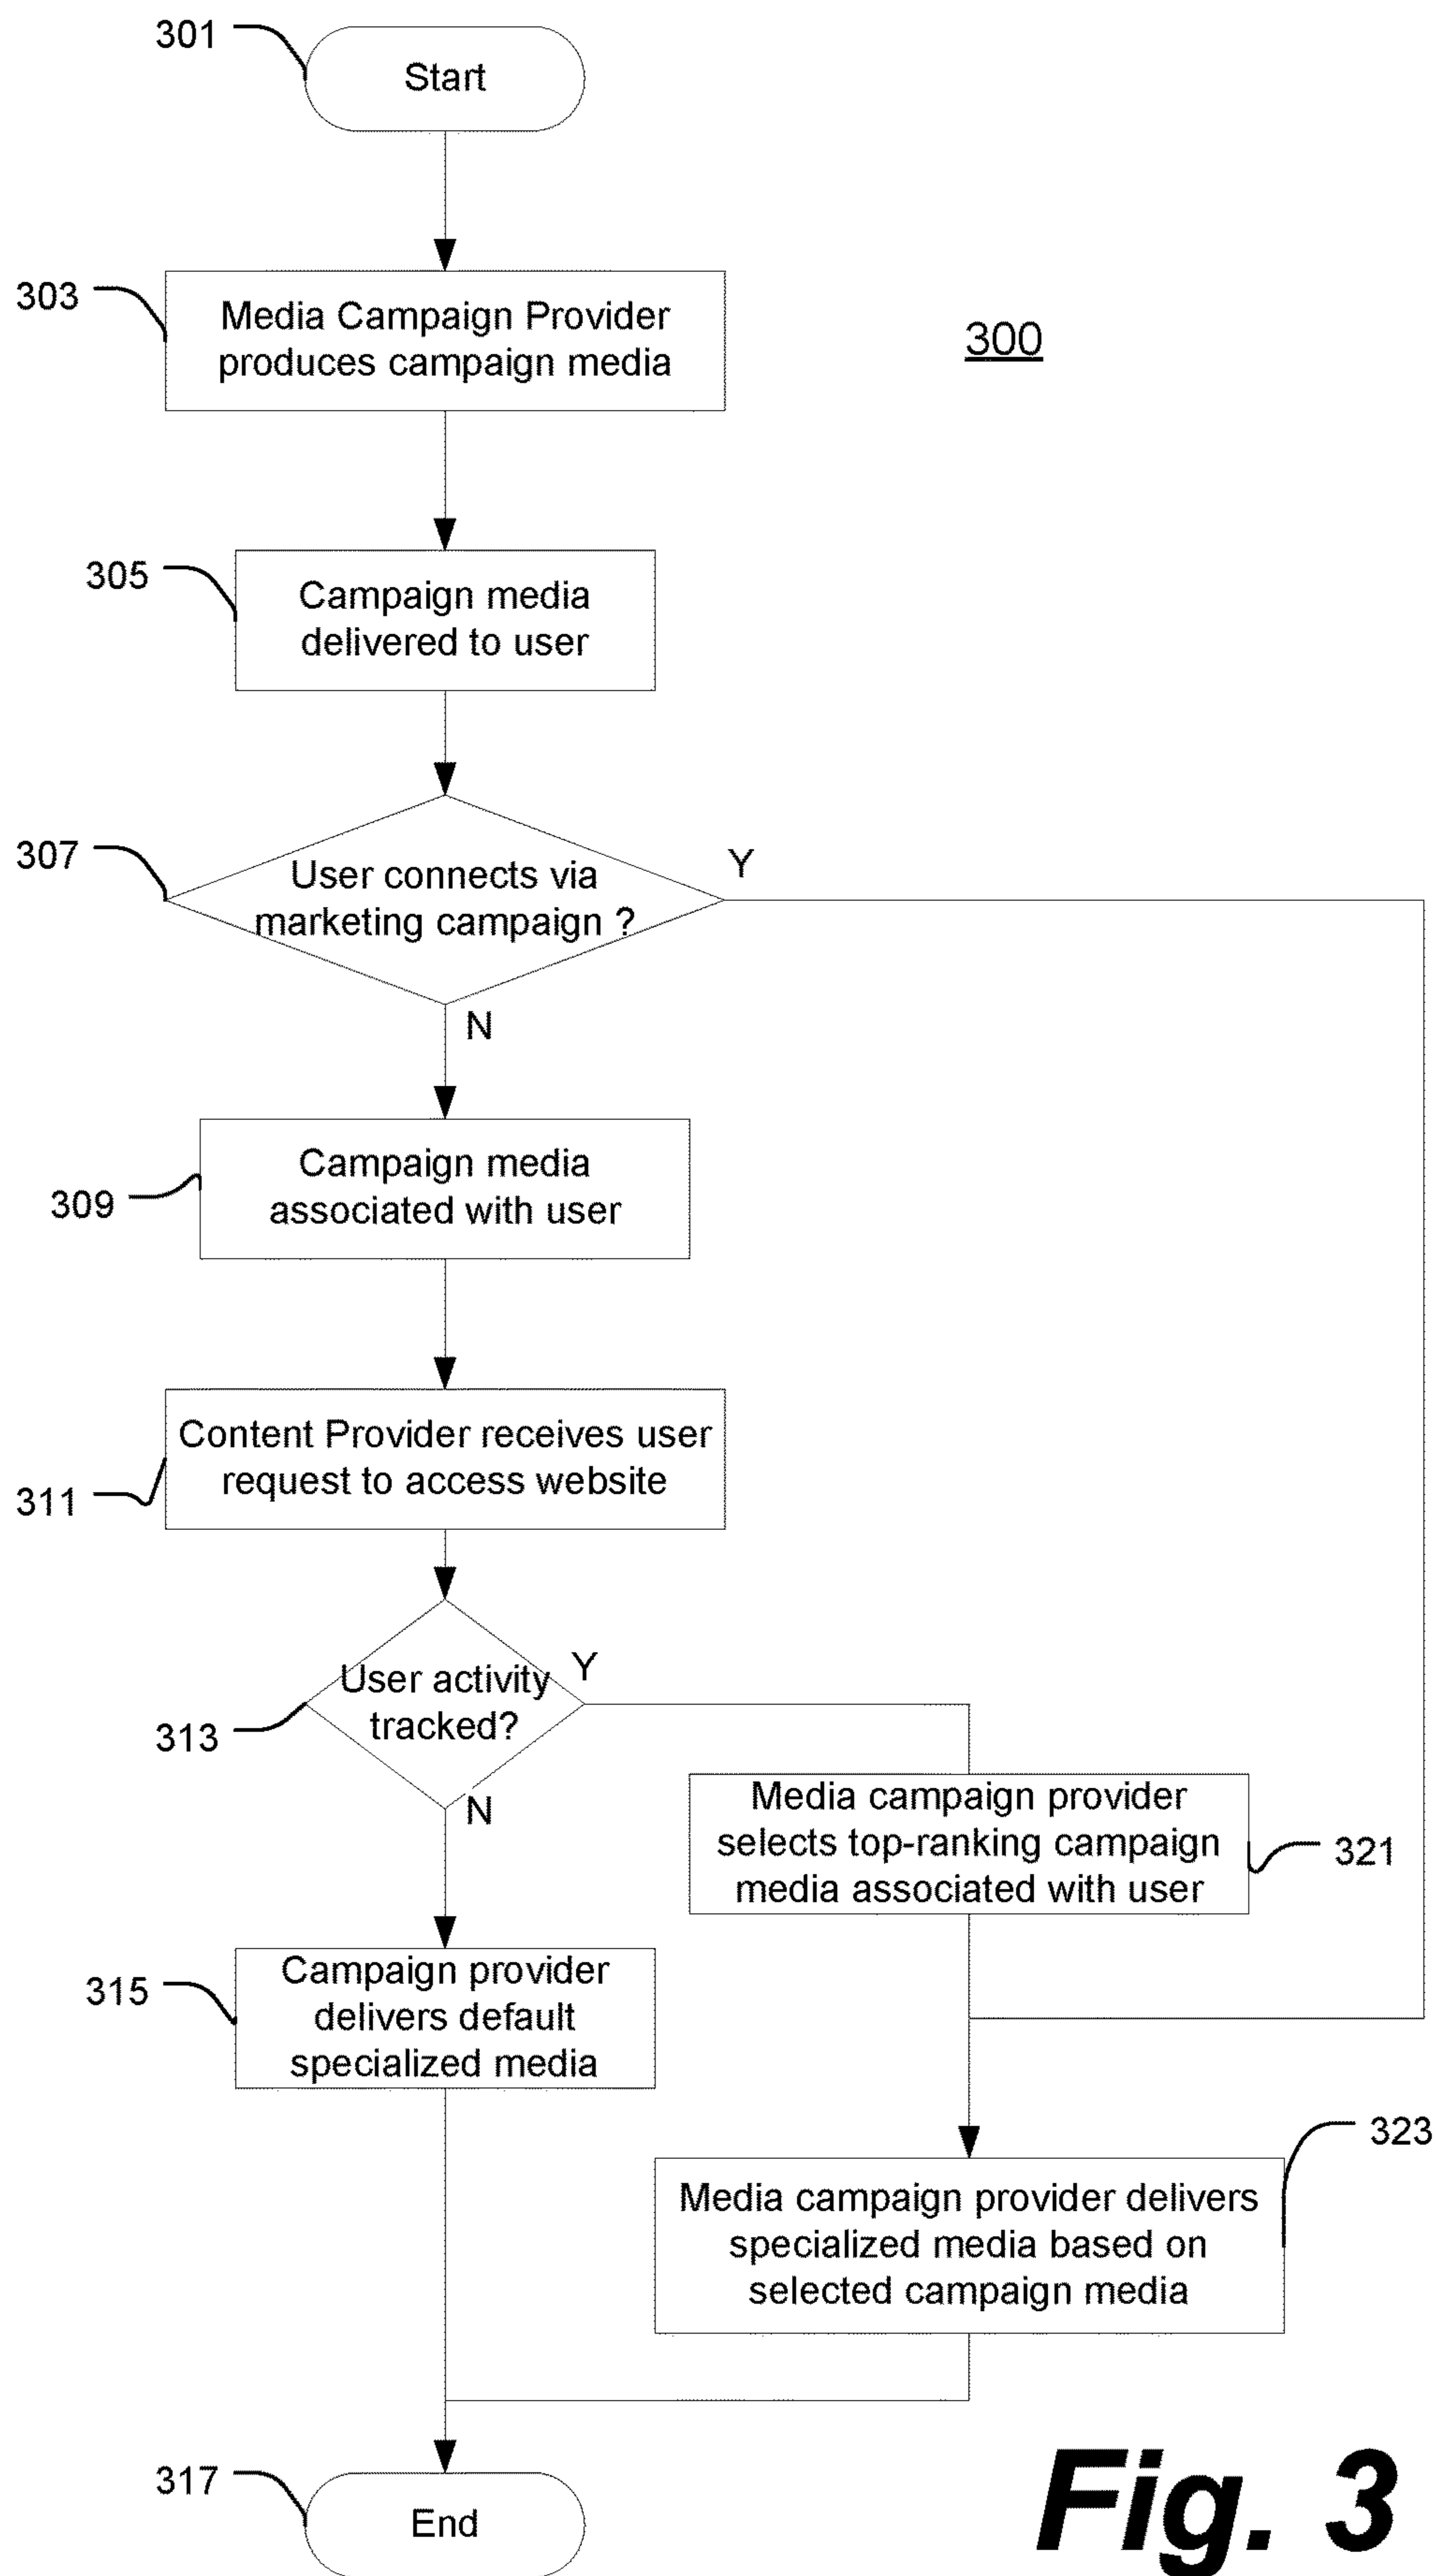 301
Start
303
Media Campaign Provider
produces campaign media
300
305
Campaign media
delivered to user
307
User connects via
marketing campaign ?
Y
N
309
Campaign media
associated with user
311
Content Provider receives user
request to access website
313
User activity
tracked?
Y
N
Media campaign provider
selects top-ranking campaign
media associated with user
321
315
Campaign provider
delivers default
specialized media
323
Media campaign provider delivers
specialized media based on
selected campaign media
317
End
Fig. 3